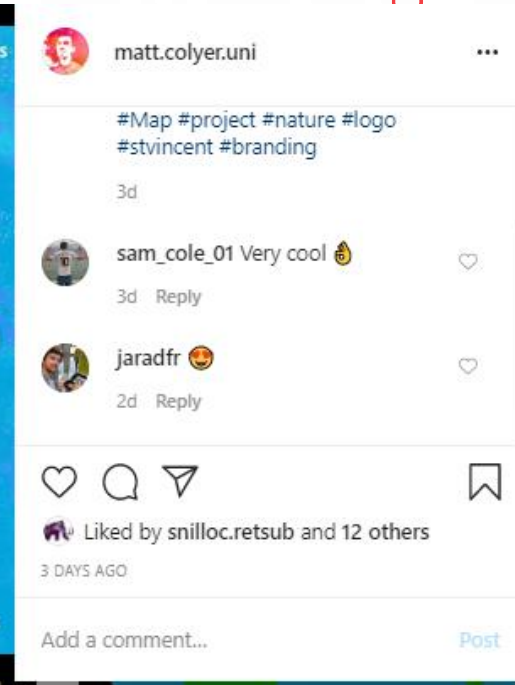 s
matt.colyer.uni
#Map #project #nature #logo
#stvincent #branding
3d
sam_cole_01 Very cool 👌
3d Reply
jaradfr 😍
2d Reply
Liked by snilloc.retsub and 12 others
3 DAYS AGO
Add a comment... Post